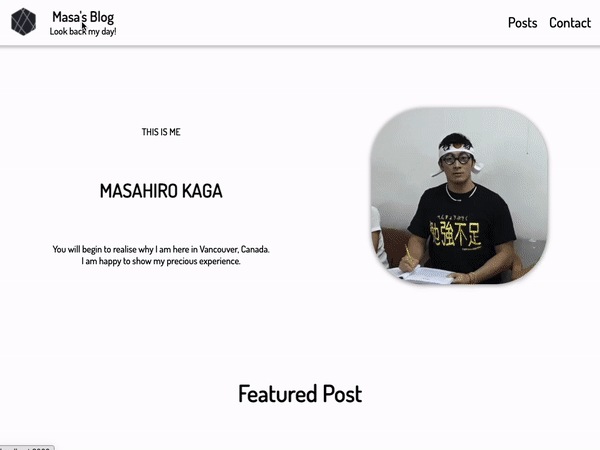 Masa's Blog
Look back my day!
Posts Contact
THIS IS ME
MASAHIRO KAGA
You will begin to realise why I am here in Vancouver, Canada.
I am happy to show my precious experience.
勉強不足
Featured Post